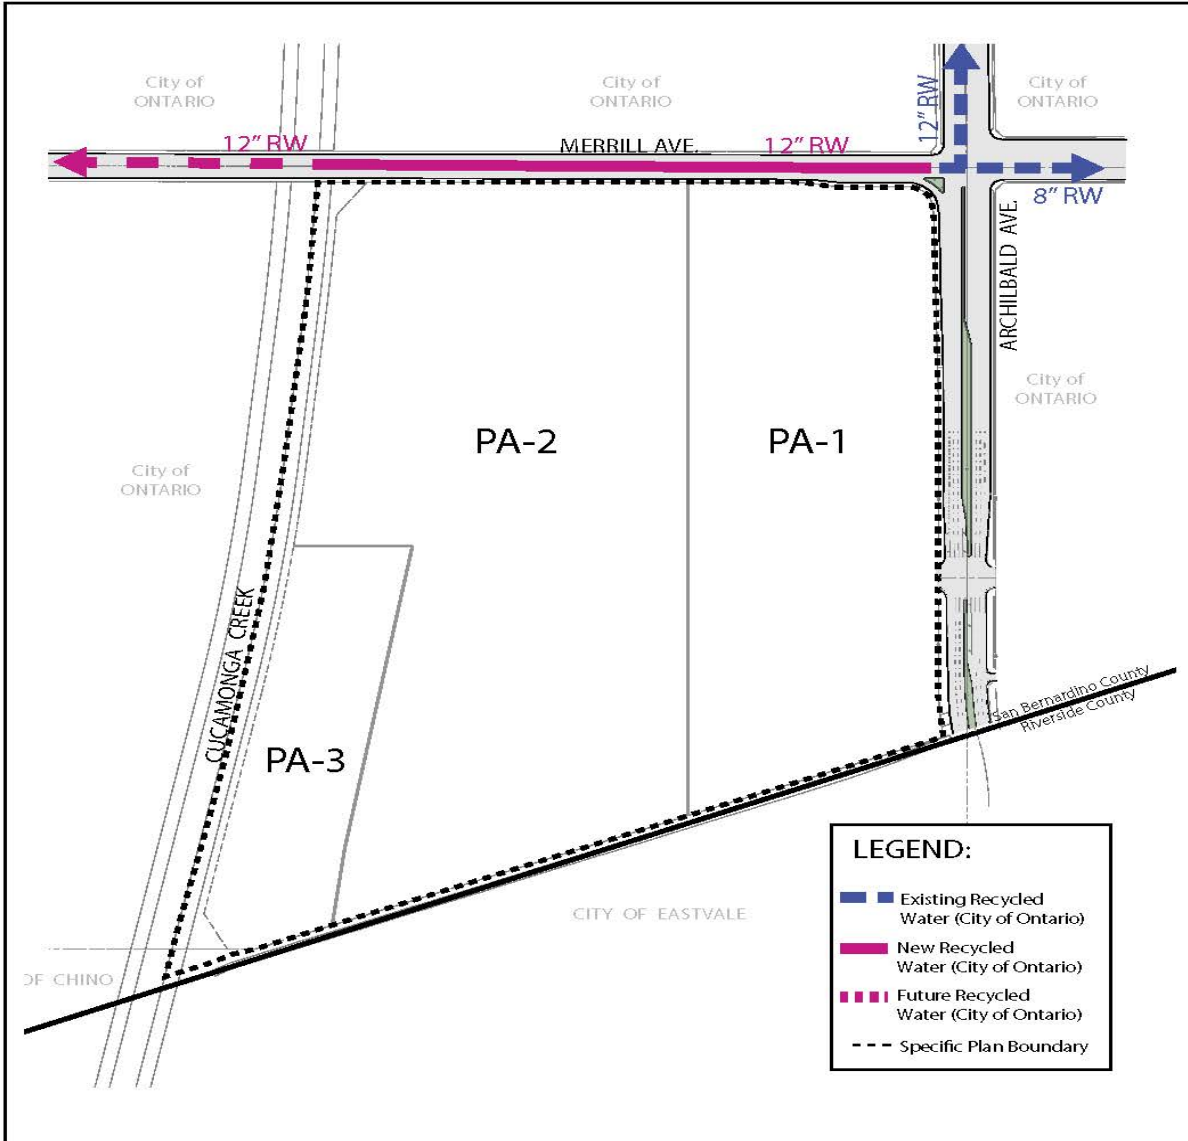 City of
ONTARIO
City of
ONTARIO
City of
ONTARIO
12" RW
12" RW
MERRILL AVE.
12" RW
8" RW
ARCHILBALD AVE.
City of
ONTARIO
PA-2
PA-1
City of
ONTARIO
CUCAMONGA CREEK
San Bernardino County
Riverside County
PA-3
LEGEND:
Existing Recycled
Water (City of Ontario)
New Recycled
Water (City of Ontario)
Future Recycled
Water (City of Ontario)
Specific Plan Boundary
CITY OF EASTVALE
OF CHINO